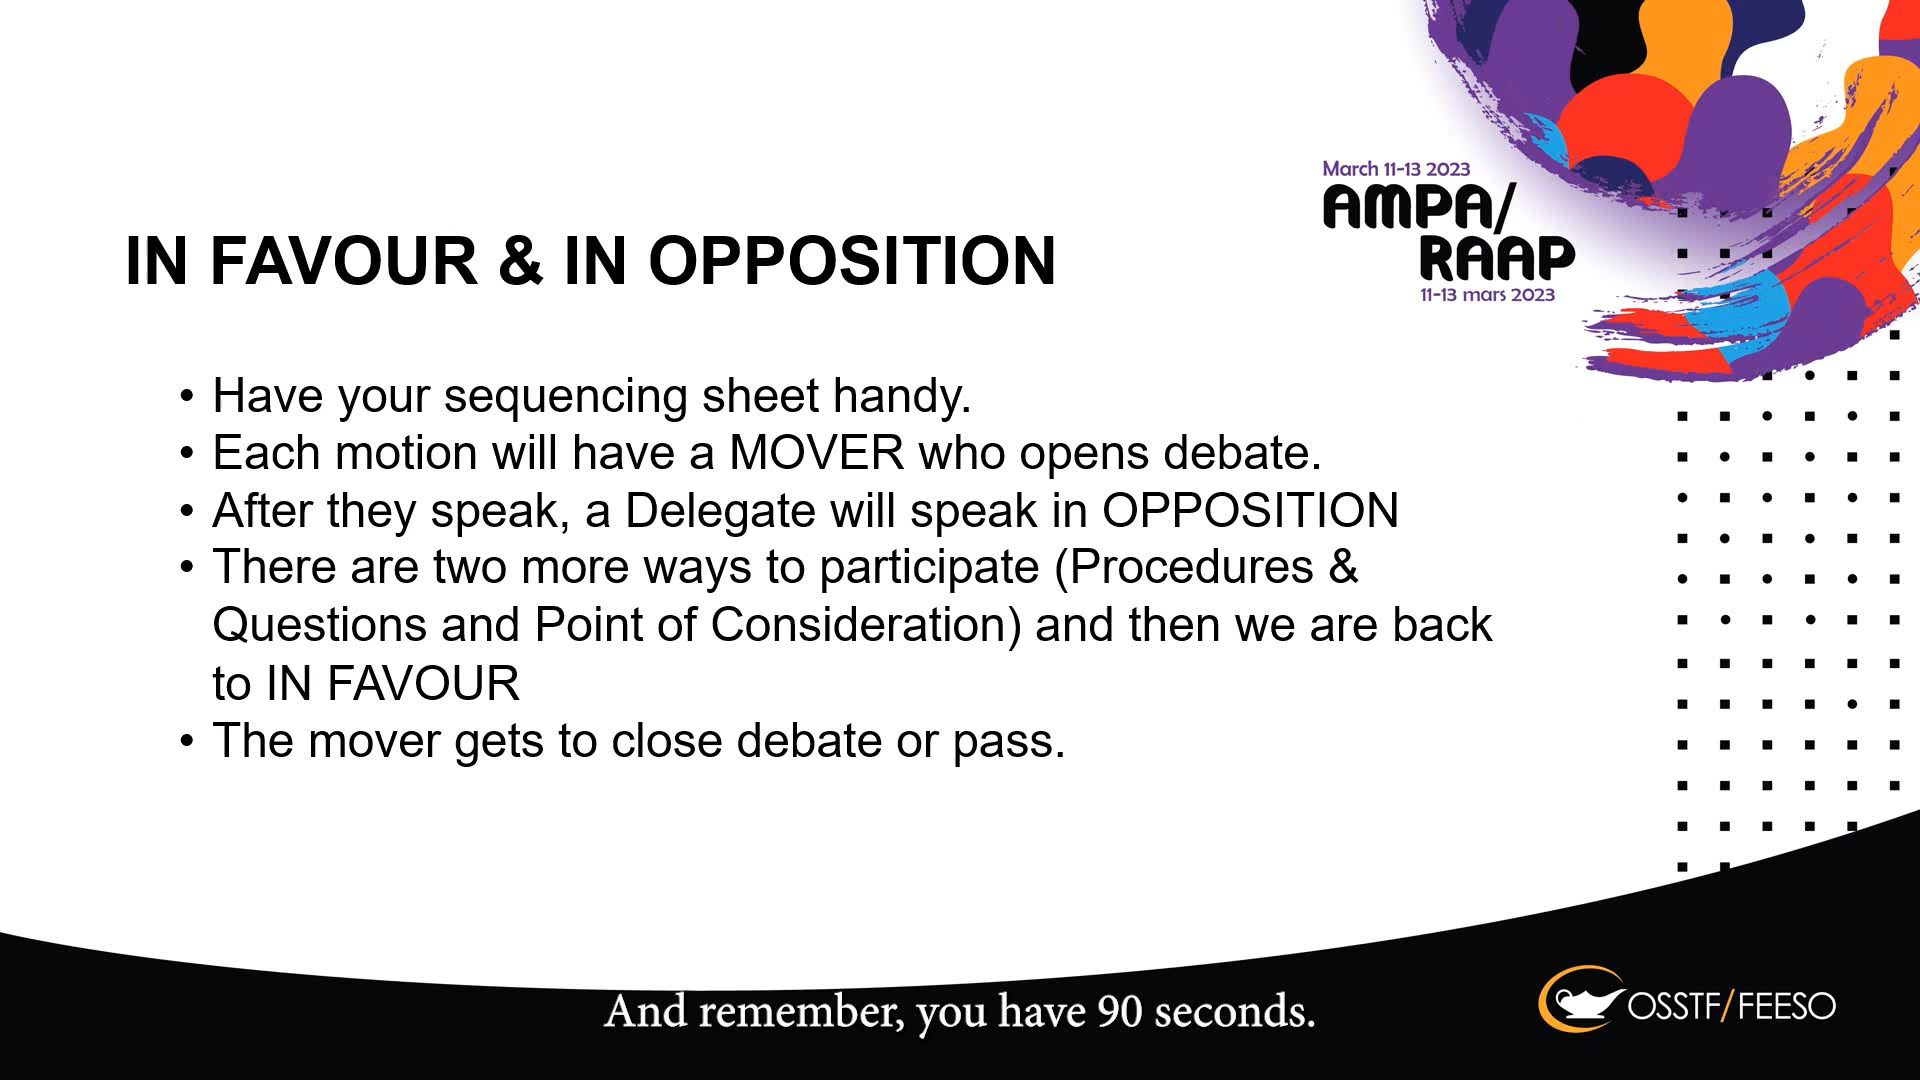 March 11-13 2023
AMPA/
RAAP
11-13 mars 2023
IN FAVOUR & IN OPPOSITION
• Have your sequencing sheet handy.
• Each motion will have a MOVER who opens debate.
• After they speak, a Delegate will speak in OPPOSITION
• There are two more ways to participate (Procedures &
Questions and Point of Consideration) and then we are back
to IN FAVOUR
• The mover gets to close debate or pass.
And remember, you have 90 seconds.
OSSTF/FEESO